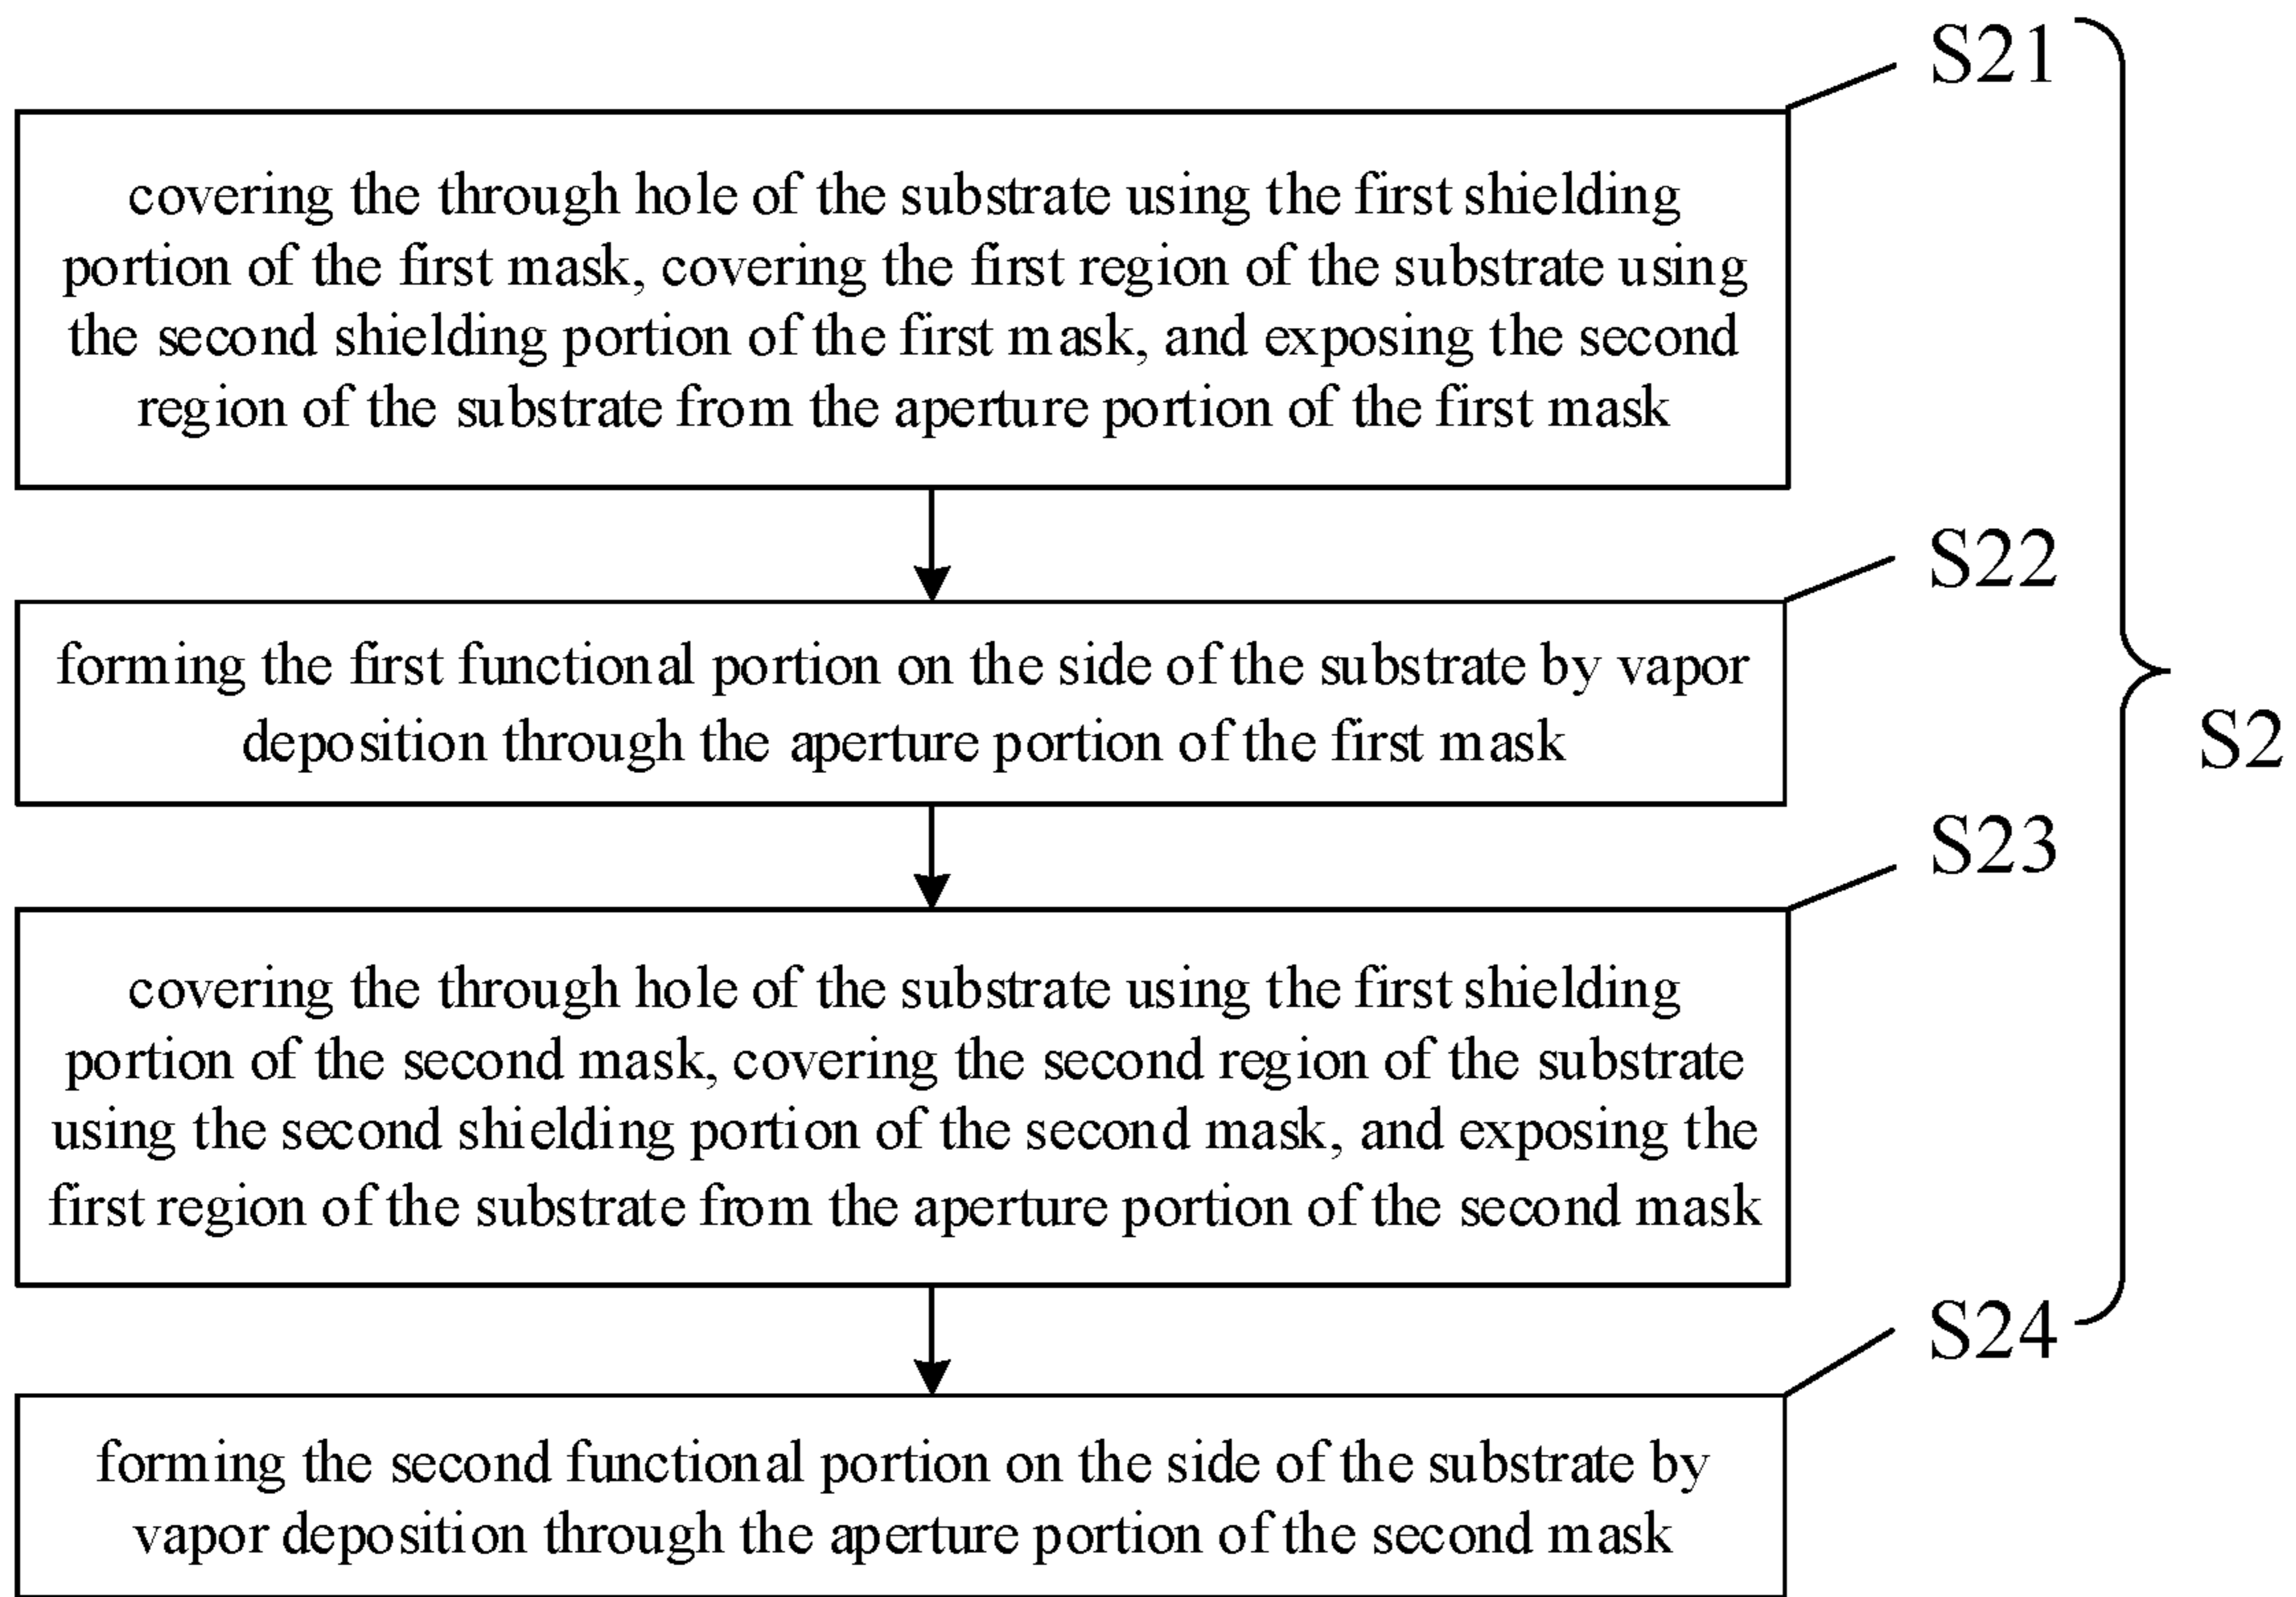 S21
covering the through hole of the substrate using the first shielding
portion of the first mask, covering the first region of the substrate using
the second shielding portion of the first mask, and exposing the second
region of the substrate from the aperture portion of the first mask
S22
forming the first functional portion on the side of the substrate by vapor
deposition through the aperture portion of the first mask
S2
S23
covering the through hole of the substrate using the first shielding
portion of the second mask, covering the second region of the substrate
using the second shielding portion of the second mask, and exposing the
first region of the substrate from the aperture portion of the second mask
S24
forming the second functional portion on the side of the substrate by
vapor deposition through the aperture portion of the second mask